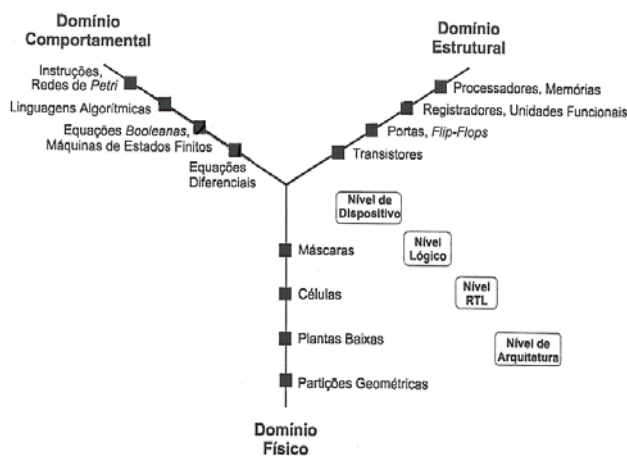 Domínio
Comportamental
Domínio
Estrutural
Instruções,
Redes de Petri
Linguagens Algorítmicas
Equações Booleanas,
Máquinas de Estados Finitos
Equações
Diferenciais
Processadores, Memórias
Registradores, Unidades Funcionais
Portas, Flip-Flops
Transistores
Nível de
Dispositivo
Nível
Lógico
Nível
RTL
Nível de
Arquitetura
Máscaras
Células
Plantas Baixas
Partições Geométricas
Domínio
Físico